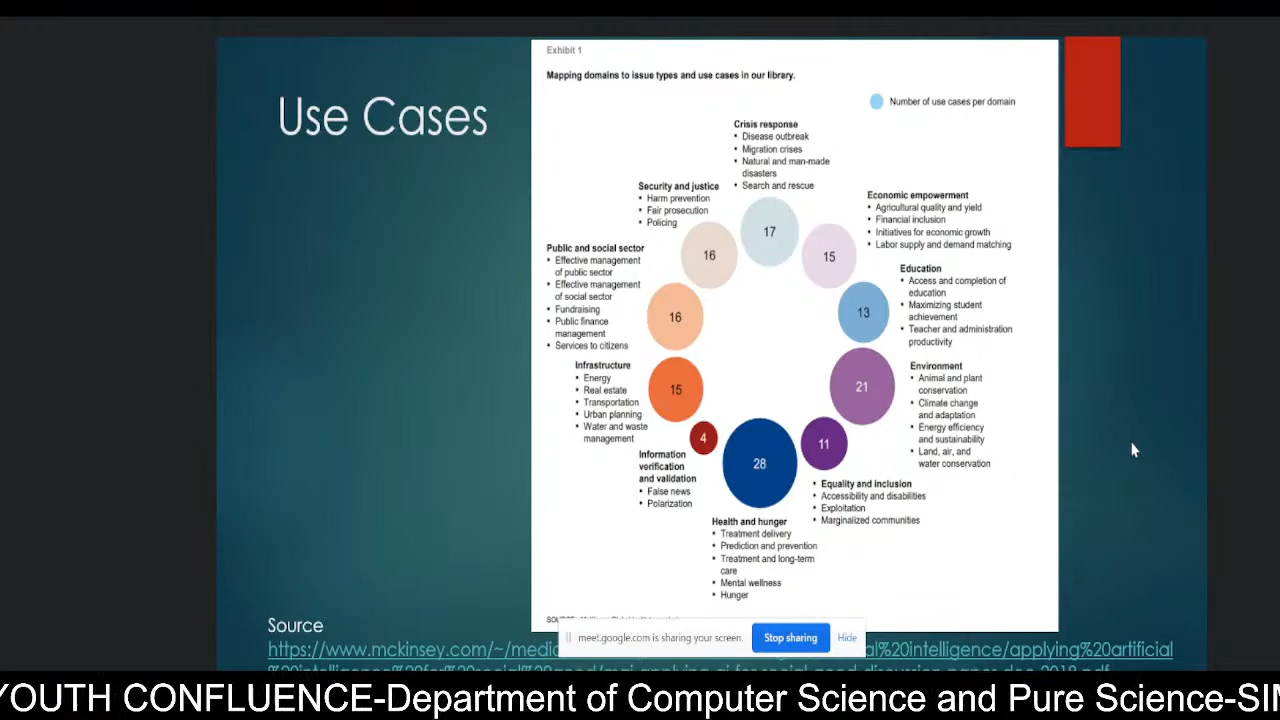 Exhibit 1
Mapping domains to issue types and use cases in our library.
Use Cases
Number of use cases per domain
Crisis response
• Disease outbreak
• Migration crises
• Natural and man-made
disasters
• Search and rescue
Security and justice
• Harm prevention
• Fair prosecution
• Policing
Economic empowerment
• Agricultural quality and yield
• Financial inclusion
• Initiatives for economic growth
• Labor supply and demand matching
17
16
15
Public and social sector
• Effective management
of public sector
• Effective management
of social sector
• Fundraising
• Public finance
management
• Services to citizens
Education
• Access and completion of
education
• Maximizing student
achievement
• Teacher and administration
productivity
16
13
Infrastructure
• Energy
• Real estate
• Transportation
• Urban planning
• Water and waste
management
Environment
• Animal and plant
conservation
• Climate change
and adaptation
• Energy efficiency
and sustainability
• Land, air, and
water conservation
15
21
4
28
11
Information
verification
and validation
• False news
• Polarization
• Equality and inclusion
• Accessibility and disabilities
• Exploitation
• Marginalized communities
Health and hunger
• Treatment delivery
• Prediction and prevention
• Treatment and long-term
care
• Mental wellness
• Hunger
Source
meet.google.com is sharing your screen.
Stop sharing
Hide
https://www.mckinsey.com/~/medi
al%20intelligence/applying%20artificial
YOUTH CONFLUENCE-Department of Computer Science and Pure Science-SIM